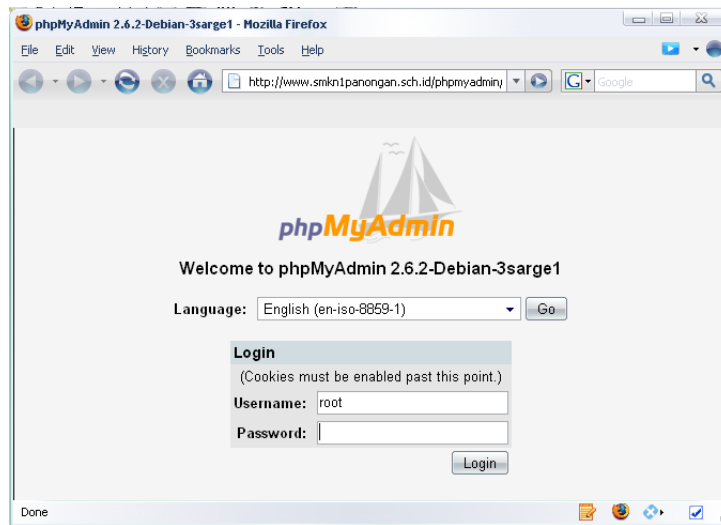 phpMyAdmin 2.6.2-Debian-3sarge1 - Mozilla Firefox
File Edit View History Bookmarks Tools Help
http://www.smkn1panongan.sch.id/phpmyadmin/ G Google
phpMyAdmin
Welcome to phpMyAdmin 2.6.2-Debian-3sarge1
Language: English (en-iso-8859-1) Go
Login
(Cookies must be enabled past this point.)
Username: root
Password:
Login
Done